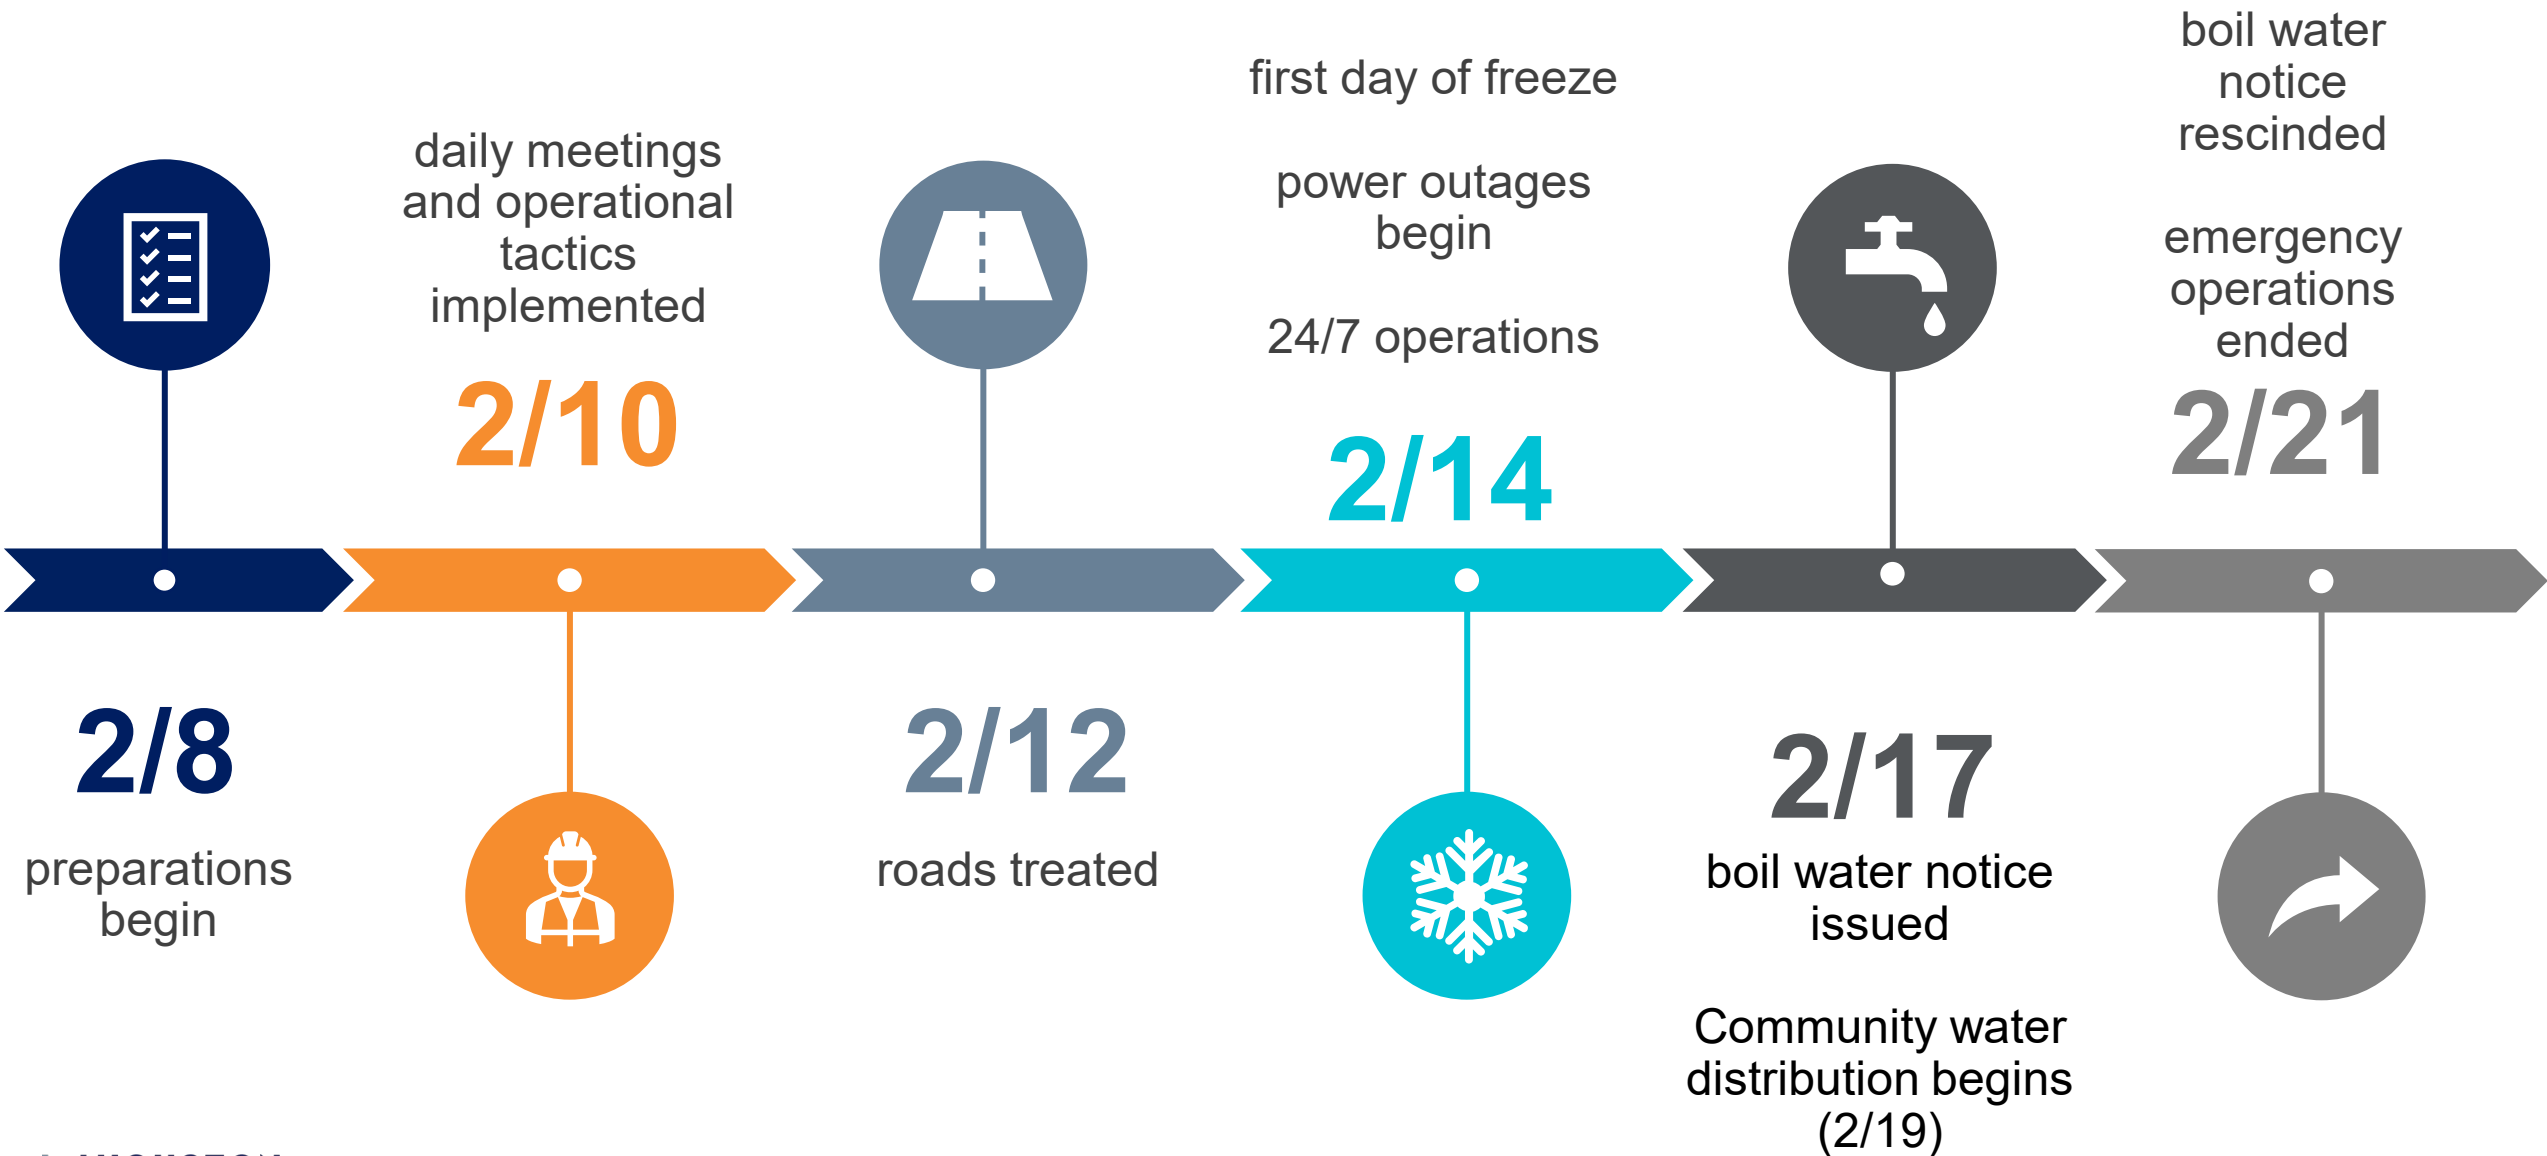 2/8
preparations
begin
daily meetings
and operational
tactics
implemented
2/10
2/12
roads treated
first day of freeze
power outages
begin
24/7 operations
2/14
2/17
boil water notice
issued
Community water
distribution begins
(2/19)
boil water
notice
rescinded
emergency
operations
ended
2/21